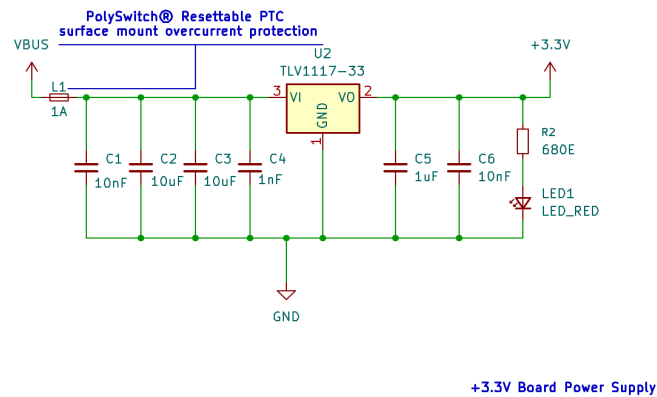 PolySwitch® Resettable PTC
surface mount overcurrent protection
VBUS
+3.3V
U2
TLV1117-33
L1
1A
3
VI
VO
2
GND
1
C1
10nF
C2
10uF
C3
10uF
C4
1nF
C5
1uF
C6
10nF
R2
680E
LED1
LED_RED
GND
+3.3V Board Power Supply